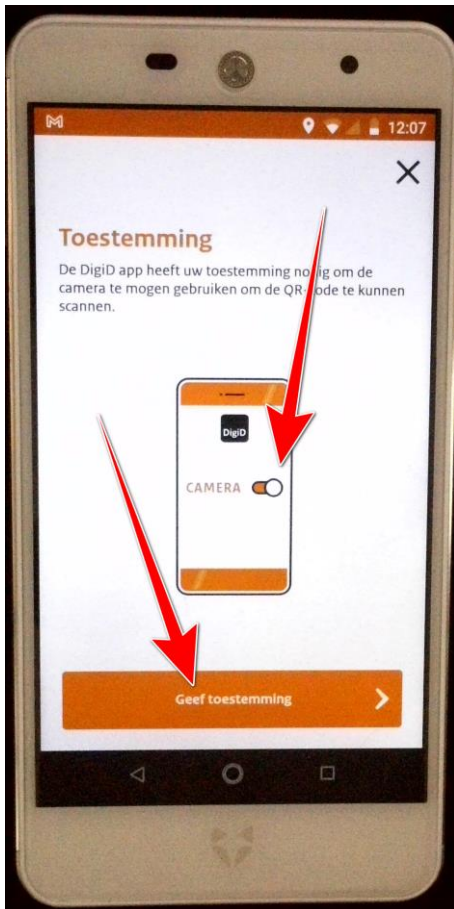 12:07
Toestemming
De DigiD app heeft uw toestemming nodig om de
camera te mogen gebruiken om de QR-code te kunnen
scannen.
DigiD
CAMERA
Geef toestemming